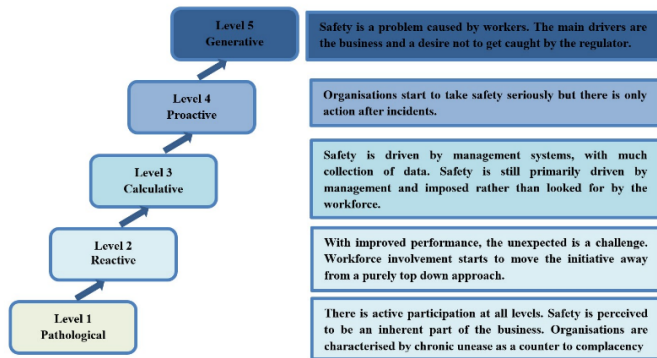 Level 5
Generative
Safety is a problem caused by workers. The main drivers are
the business and a desire not to get caught by the regulator.
Level 4
Proactive
Organisations start to take safety seriously but there is only
action after incidents.
Level 3
Calculative
Safety is driven by management systems, with much
collection of data. Safety is still primarily driven by
management and imposed rather than looked for by the
workforce.
Level 2
Reactive
With improved performance, the unexpected is a challenge.
Workforce involvement starts to move the initiative away
from a purely top down approach.
Level 1
Pathological
There is active participation at all levels. Safety is perceived
to be an inherent part of the business. Organisations are
characterised by chronic unease as a counter to complacency